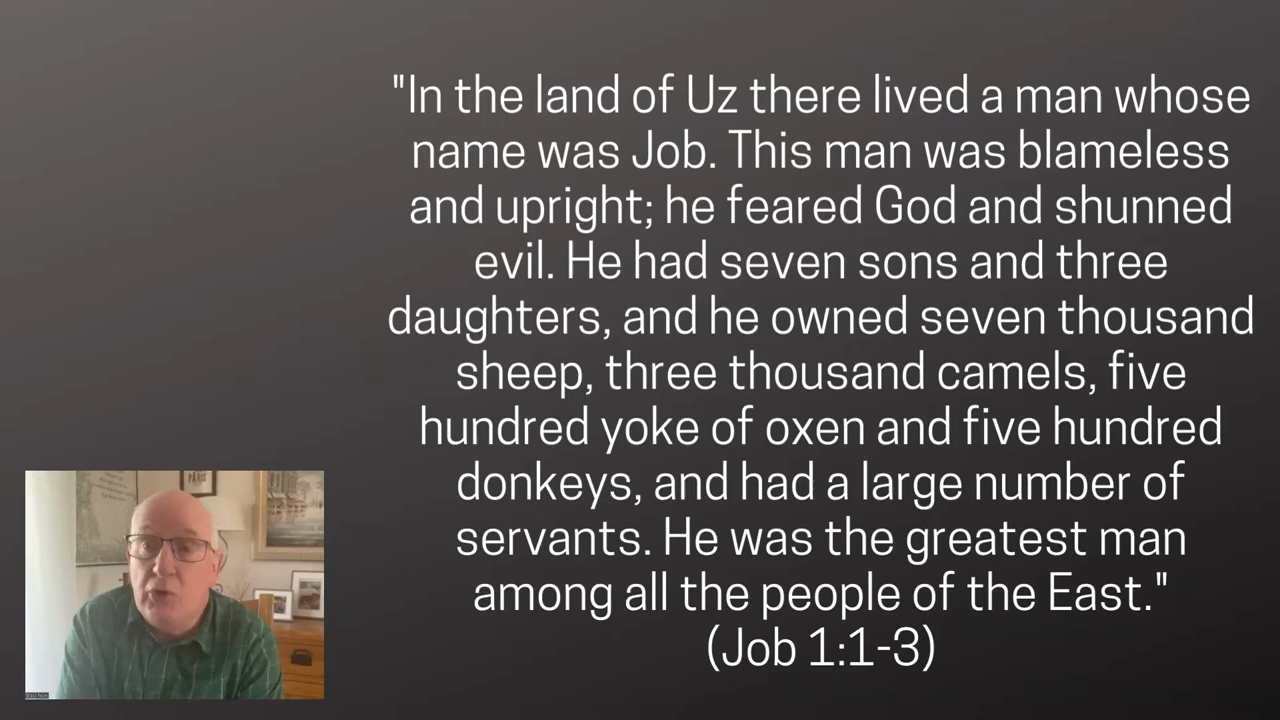 "In the land of Uz there lived a man whose
name was Job. This man was blameless
and upright; he feared God and shunned
evil. He had seven sons and three
daughters, and he owned seven thousand
sheep, three thousand camels, five
hundred yoke of oxen and five hundred
donkeys, and had a large number of
servants. He was the greatest man
among all the people of the East."
(Job 1:1-3)
PARIS